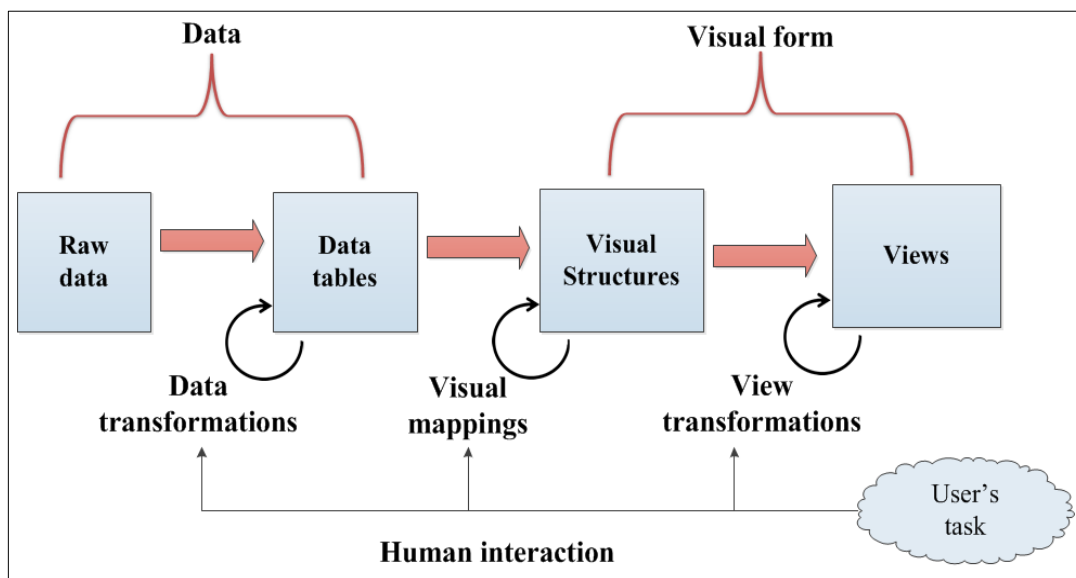 Data
Visual form
Raw
data
Data
tables
Visual
Structures
Views
Data
transformations
Visual
mappings
View
transformations
User’s
task
Human interaction